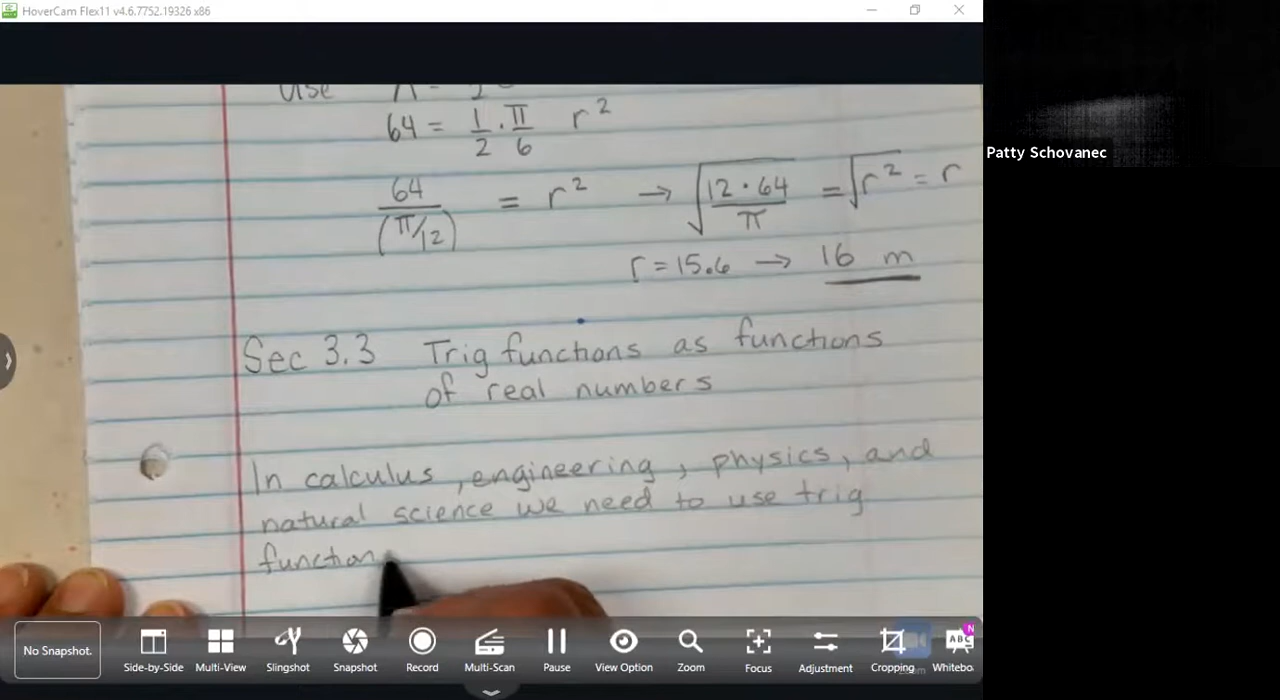 HoverCam Flex11 v4.6.7752.19326 x86
Patty Schovanec
Use
64 = 1/2 · π/6 r²
64/(π/12) = r² → √(12 · 64/π) = √r² = r
r = 15.6 → 16 m
Sec 3.3 Trig functions as functions
of real numbers
In calculus, engineering, physics, and
natural science we need to use trig
function
No Snapshot.
Side-by-Side Multi-View Slingshot Snapshot Record Multi-Scan Pause View Option Zoom Focus Adjustment Cropping Whiteboa
ABC
N